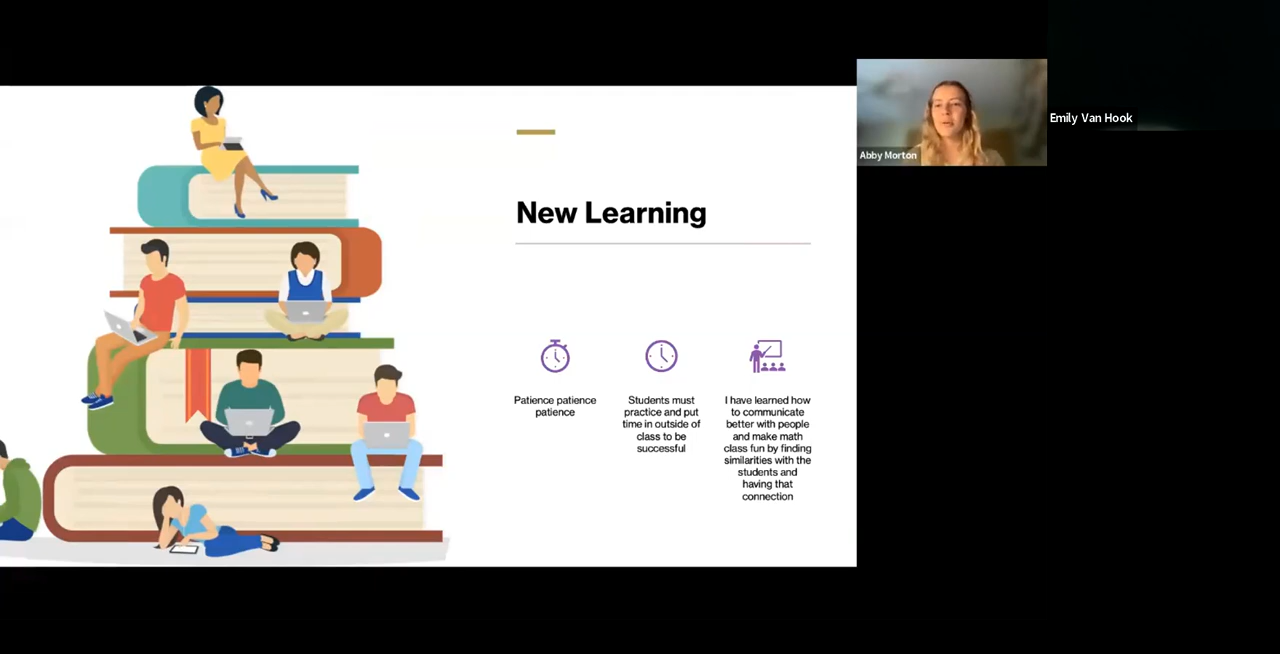 New Learning
Patience patience
patience
Students must
practice and put
time in outside of
class to be
successful
I have learned how
to communicate
better with people
and make math
class fun by finding
similarities with the
students and
having that
connection
Abby Morton
Emily Van Hook